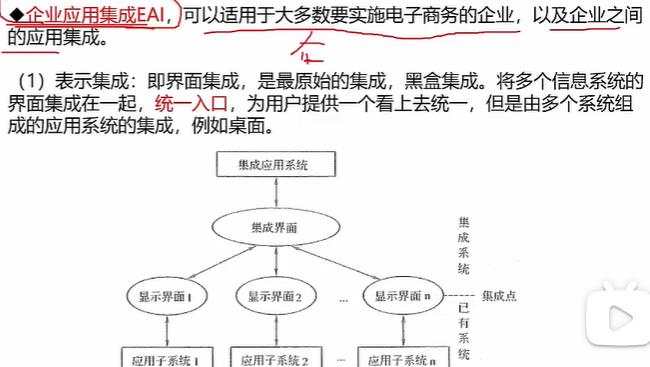 ◆企业应用集成EAI，可以适用于大多数要实施电子商务的企业，以及企业之间
的应用集成。
（1）表示集成：即界面集成，是最原始的集成，黑盒集成。将多个信息系统的
界面集成在一起，统一入口，为用户提供一个看上去统一，但是由多个系统组
成的应用系统的集成，例如桌面。
集成应用系统
集成界面
集成系统
显示界面1 显示界面2 ... 显示界面n
集成点
已有系统
应用子系统1 应用子系统2 ... 应用子系统n